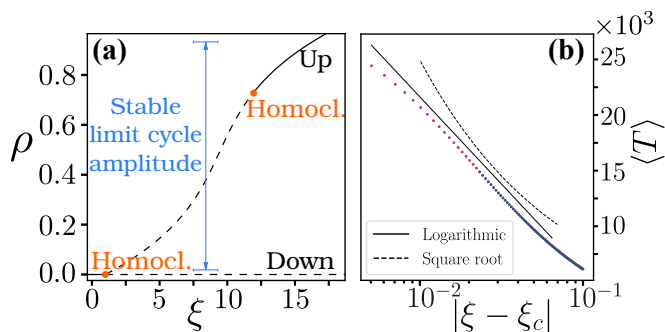 (a)
Up
Stable
limit cycle
amplitude
Homocl.
Homocl.
Down
ρ
0.8
0.6
0.4
0.2
0.0
0
5
10
15
ξ
(b)
×10³
25
20
15
10
⟨T⟩
Logarithmic
Square root
10⁻²
10⁻¹
|ξ − ξc|